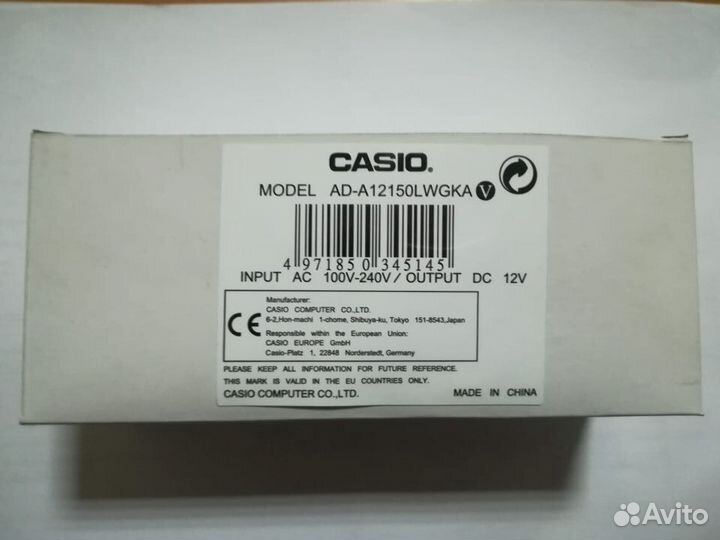 CASIO.
MODEL AD-A12150LWGKA V
4 971850 345145
INPUT AC 100V-240V / OUTPUT DC 12V
Manufacturer:
CASIO COMPUTER CO.,LTD.
6-2,Hon-machi 1-chome, Shibuya-ku, Tokyo 151-8543,Japan
CE
Responsible within the European Union:
CASIO EUROPE GmbH
Casio-Platz 1, 22848 Norderstedt, Germany
PLEASE KEEP ALL INFORMATION FOR FUTURE REFERENCE.
THIS MARK IS VALID IN THE EU COUNTRIES ONLY.
CASIO COMPUTER CO.,LTD. MADE IN CHINA
Avito